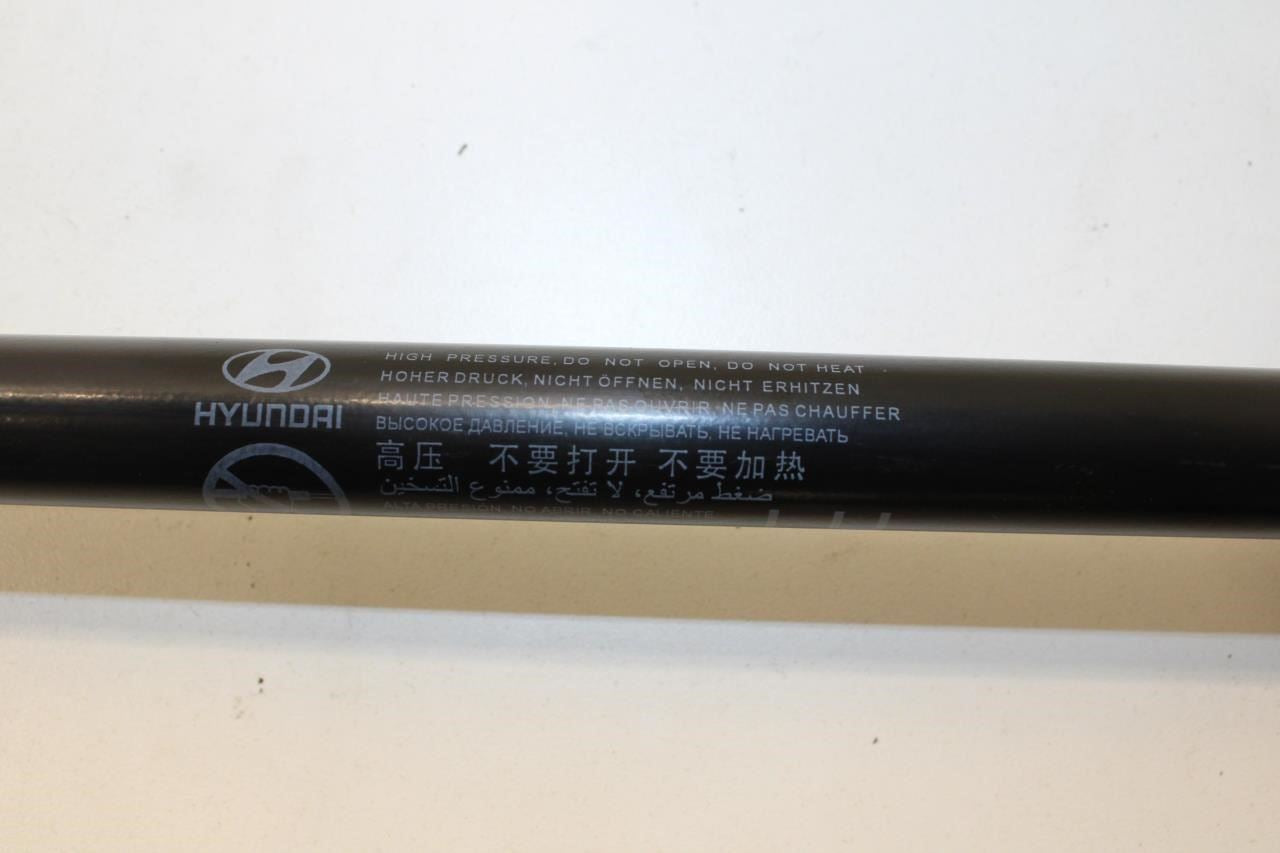 HYUNDAI
HIGH PRESSURE, DO NOT OPEN, DO NOT HEAT
HOHER DRUCK, NICHT ÖFFNEN, NICHT ERHITZEN
HAUTE PRESSION, NE PAS OUVRIR, NE PAS CHAUFFER
ВЫСОКОЕ ДАВЛЕНИЕ, НЕ ВСКРЫВАТЬ, НЕ НАГРЕВАТЬ
高压 不要打开 不要加热
ضغط مرتفع، لا تفتح، ممنوع التسخين
ALTA PRESIÓN, NO ABRIR, NO CALIENTE